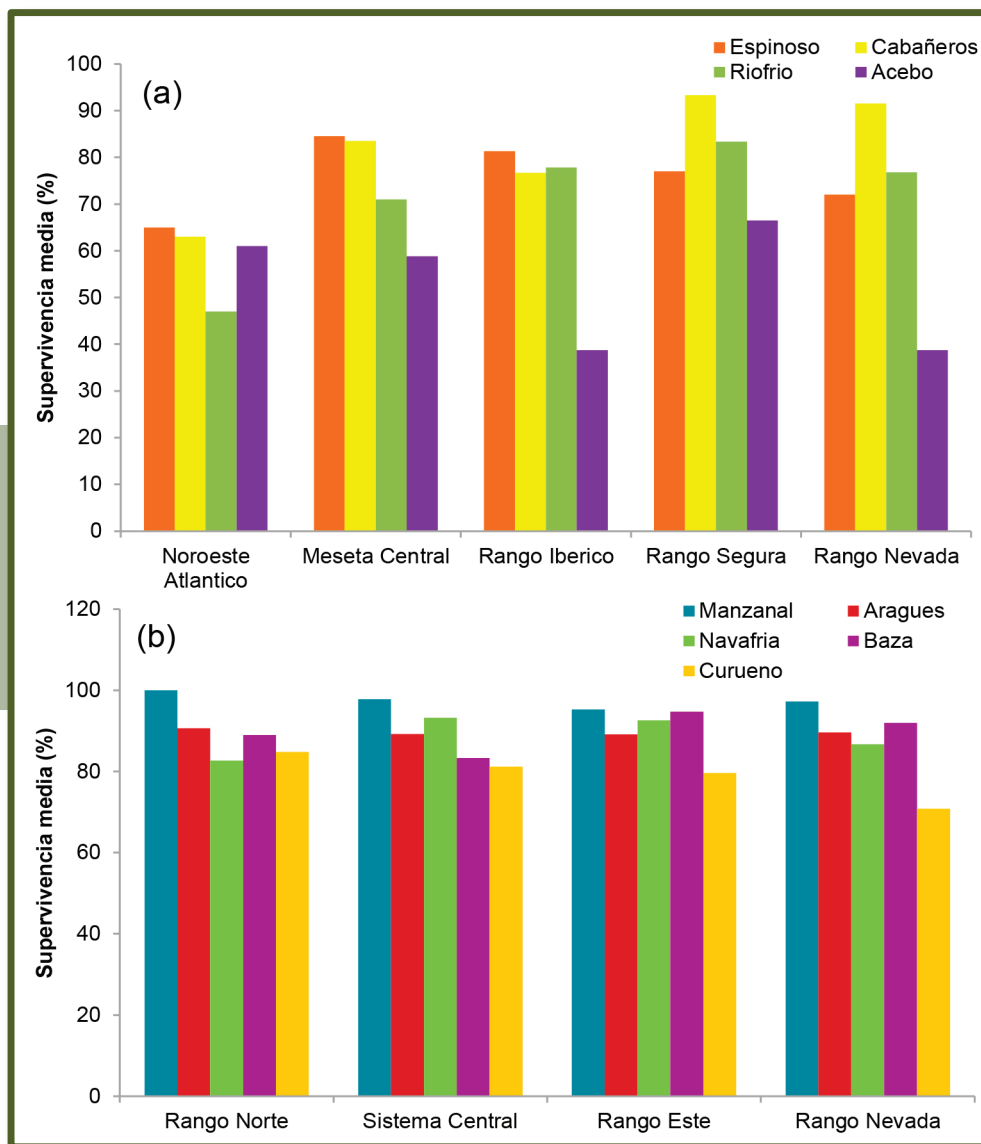 Espinoso
Cabañeros
Riofrio
Acebo
(a)
Supervivencia media (%)
100
90
80
70
60
50
40
30
20
10
0
Noroeste
Atlantico
Meseta Central
Rango Iberico
Rango Segura
Rango Nevada
Manzanal
Aragues
Navafria
Baza
Curueno
(b)
Supervivencia media (%)
120
100
80
60
40
20
0
Rango Norte
Sistema Central
Rango Este
Rango Nevada